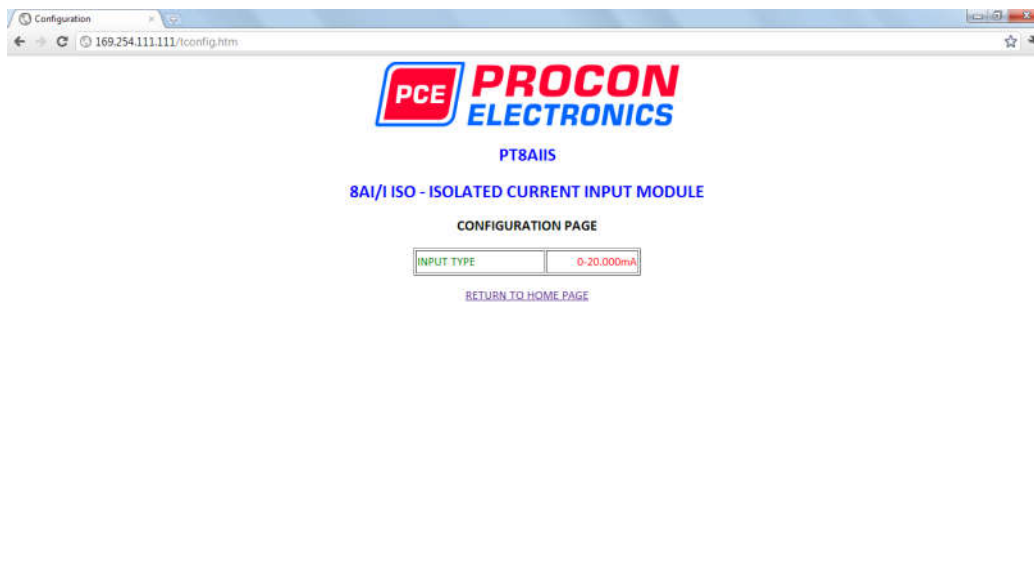 Configuration
169.254.111.111/tconfig.htm
PCE PROCON
ELECTRONICS
PT8AIIS
8AI/I ISO - ISOLATED CURRENT INPUT MODULE
CONFIGURATION PAGE
INPUT TYPE 0-20.000mA
RETURN TO HOME PAGE